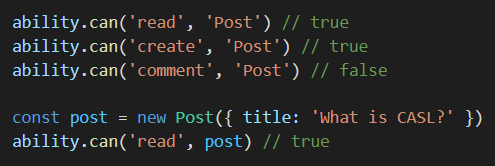 ability.can('read', 'Post') // true
ability.can('create', 'Post') // true
ability.can('comment', 'Post') // false
const post = new Post({ title: 'What is CASL?' })
ability.can('read', post) // true